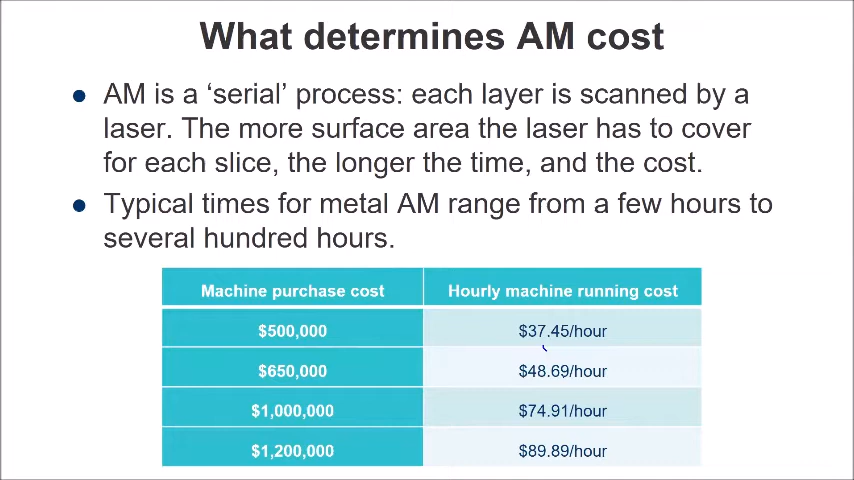 What determines AM cost
● AM is a ‘serial’ process: each layer is scanned by a
laser. The more surface area the laser has to cover
for each slice, the longer the time, and the cost.
● Typical times for metal AM range from a few hours to
several hundred hours.
Machine purchase cost Hourly machine running cost
$500,000 $37.45/hour
$650,000 $48.69/hour
$1,000,000 $74.91/hour
$1,200,000 $89.89/hour